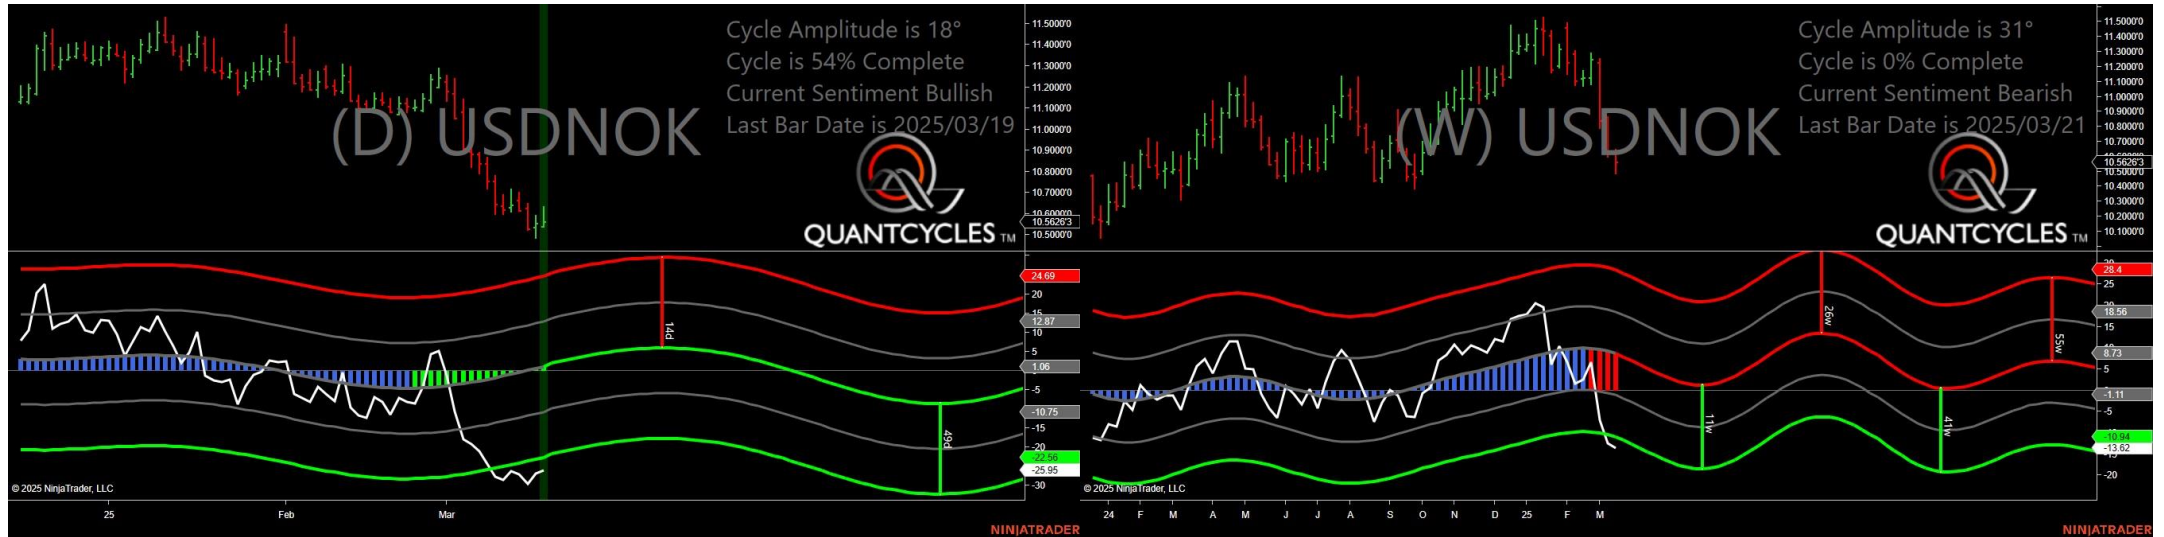 Cycle Amplitude is 18°
Cycle is 54% Complete
Current Sentiment Bullish
Last Bar Date is 2025/03/19
(D) USDNOK
QUANTCYCLES TM
11.5000'0
11.4000'0
11.3000'0
11.2000'0
11.1000'0
11.0000'0
10.9000'0
10.8000'0
10.7000'0
10.6000'0
10.5626'3
10.5000'0
24.69
20
15
12.87
5
1.06
-5
-10.75
-15
-20
-22.56
-25.95
-30
14d
49d
© 2025 NinjaTrader, LLC
25 Feb Mar
NINJATRADER
Cycle Amplitude is 31°
Cycle is 0% Complete
Current Sentiment Bearish
Last Bar Date is 2025/03/21
(W) USDNOK
QUANTCYCLES TM
11.5000'0
11.4000'0
11.3000'0
11.2000'0
11.1000'0
11.0000'0
10.9000'0
10.8000'0
10.7000'0
10.5626'3
10.5000'0
10.4000'0
10.3000'0
10.2000'0
10.1000'0
28.4
25
18.56
15
8.73
5
-1.11
-5
-10.94
-13.62
-20
11w
26w
41w
55w
© 2025 NinjaTrader, LLC
24 F M A M J J A S O N D 25 F M
NINJATRADER